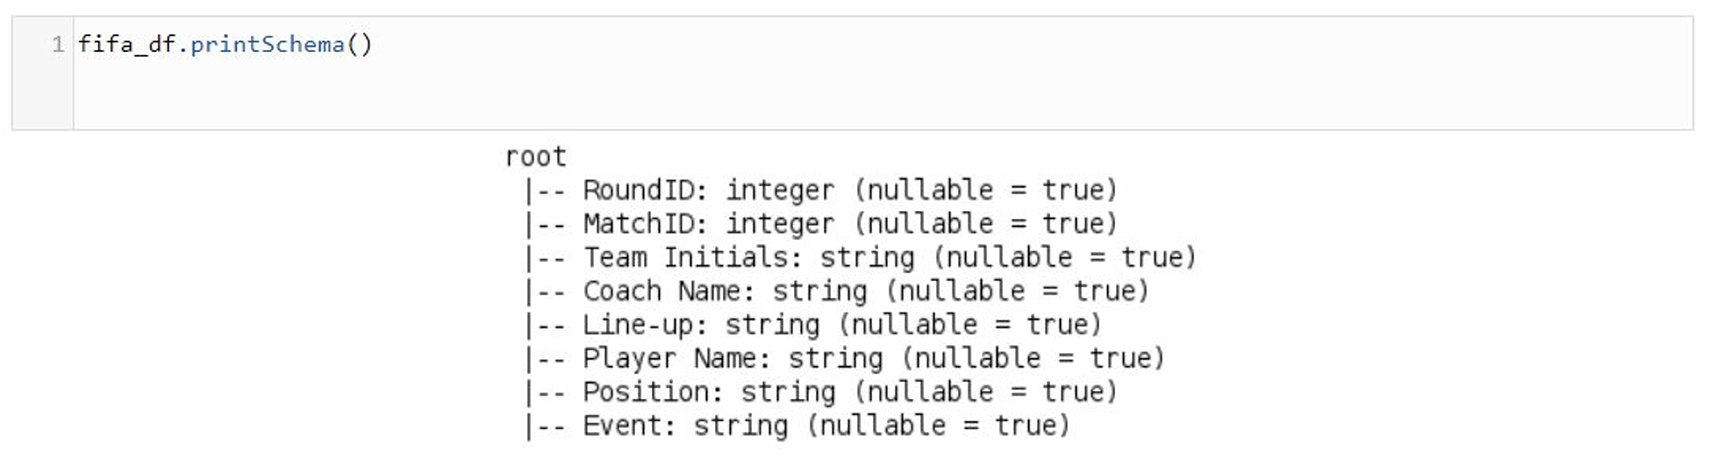 1 fifa_df.printSchema()
root
|-- RoundID: integer (nullable = true)
|-- MatchID: integer (nullable = true)
|-- Team Initials: string (nullable = true)
|-- Coach Name: string (nullable = true)
|-- Line-up: string (nullable = true)
|-- Player Name: string (nullable = true)
|-- Position: string (nullable = true)
|-- Event: string (nullable = true)